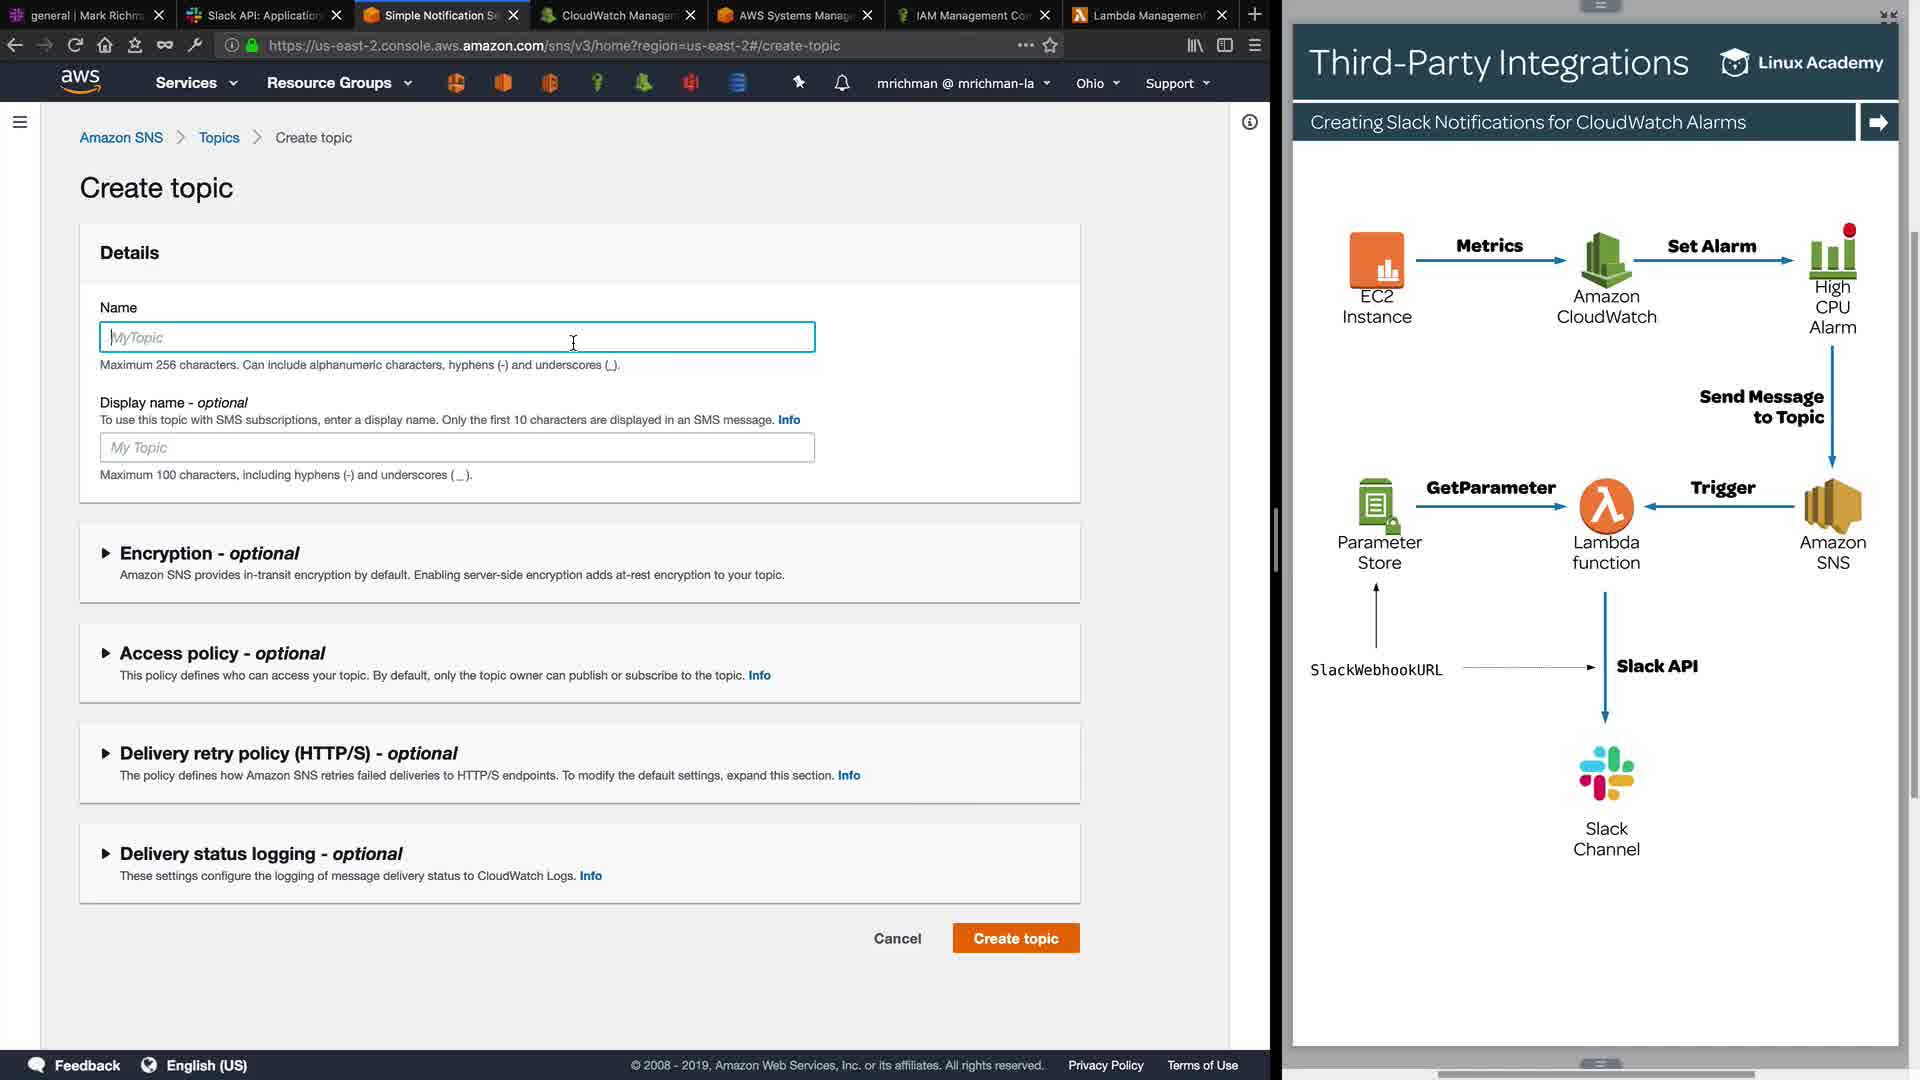 general | Mark Richm
Slack API: Application
Simple Notification Se
CloudWatch Managem
AWS Systems Manag
IAM Management Con
Lambda Management
https://us-east-2.console.aws.amazon.com/sns/v3/home?region=us-east-2#/create-topic
aws
Services
Resource Groups
mrichman @ mrichman-la
Ohio
Support
Amazon SNS
Topics
Create topic
Create topic
Details
Name
MyTopic
Maximum 256 characters. Can include alphanumeric characters, hyphens (-) and underscores (_).
Display name - optional
To use this topic with SMS subscriptions, enter a display name. Only the first 10 characters are displayed in an SMS message. Info
My Topic
Maximum 100 characters, including hyphens (-) and underscores (_).
Encryption - optional
Amazon SNS provides in-transit encryption by default. Enabling server-side encryption adds at-rest encryption to your topic.
Access policy - optional
This policy defines who can access your topic. By default, only the topic owner can publish or subscribe to the topic. Info
Delivery retry policy (HTTP/S) - optional
The policy defines how Amazon SNS retries failed deliveries to HTTP/S endpoints. To modify the default settings, expand this section. Info
Delivery status logging - optional
These settings configure the logging of message delivery status to CloudWatch Logs. Info
Cancel
Create topic
Feedback
English (US)
© 2008 - 2019, Amazon Web Services, Inc. or its affiliates. All rights reserved.
Privacy Policy
Terms of Use
Third-Party Integrations
Linux Academy
Creating Slack Notifications for CloudWatch Alarms
Metrics
Set Alarm
EC2
Instance
Amazon
CloudWatch
High
CPU
Alarm
Send Message
to Topic
GetParameter
Trigger
Parameter
Store
Lambda
function
Amazon
SNS
SlackWebhookURL
Slack API
Slack
Channel